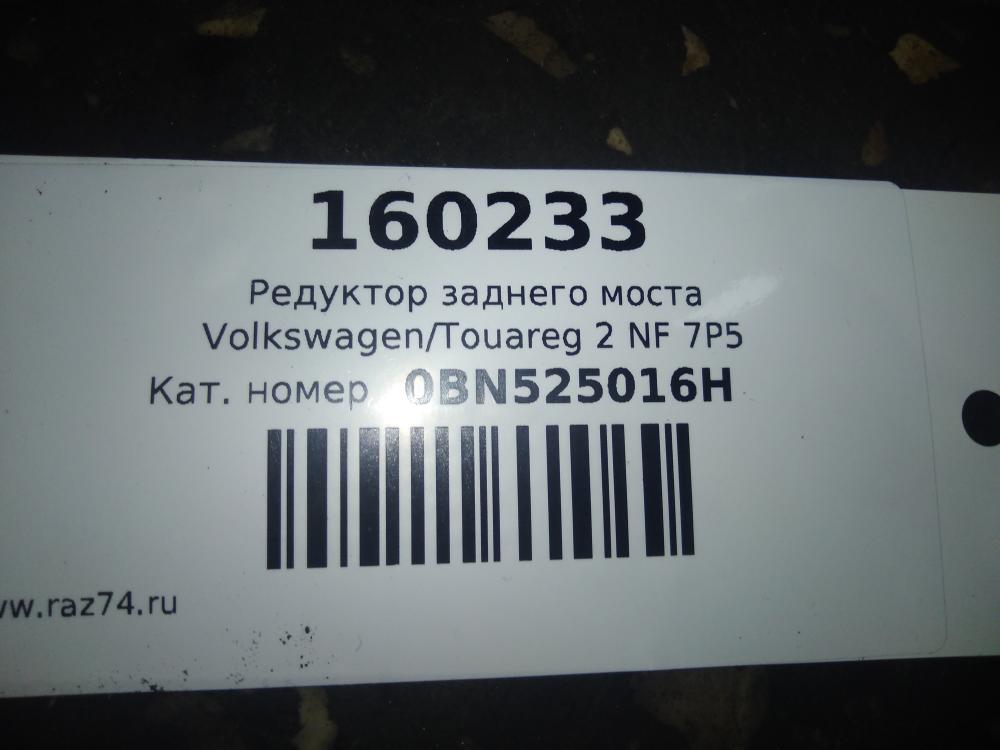 160233
Редуктор заднего моста
Volkswagen/Touareg 2 NF 7P5
Кат. номер 0BN525016H
w.raz74.ru